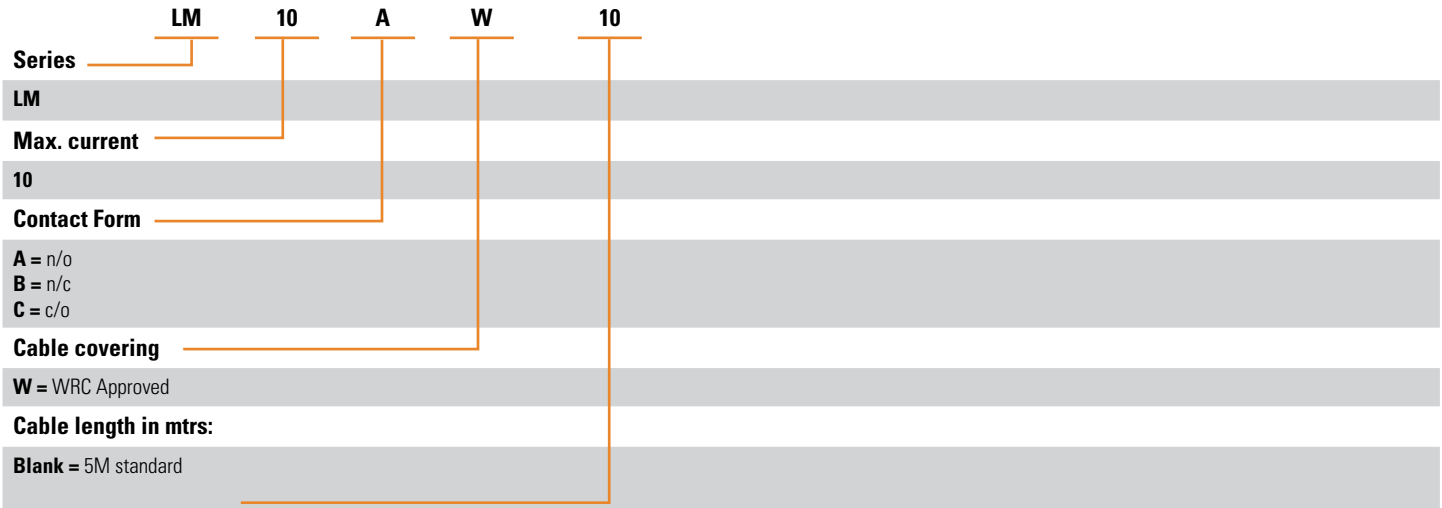 LM 10 A W 10
Series
LM
Max. current
10
Contact Form
A = n/o
B = n/c
C = c/o
Cable covering
W = WRC Approved
Cable length in mtrs:
Blank = 5M standard